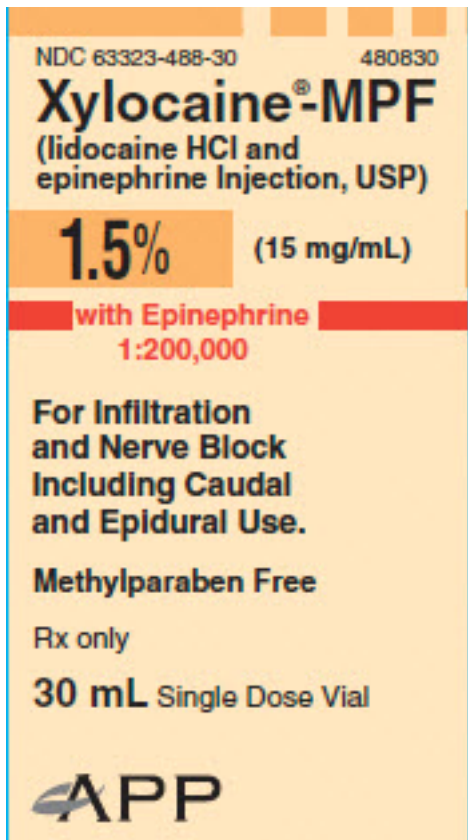 NDC 63323-488-30 480830
Xylocaine®-MPF
(lidocaine HCl and
epinephrine Injection, USP)
1.5% (15 mg/mL)
with Epinephrine
1:200,000
For Infiltration
and Nerve Block
Including Caudal
and Epidural Use.
Methylparaben Free
Rx only
30 mL Single Dose Vial
APP